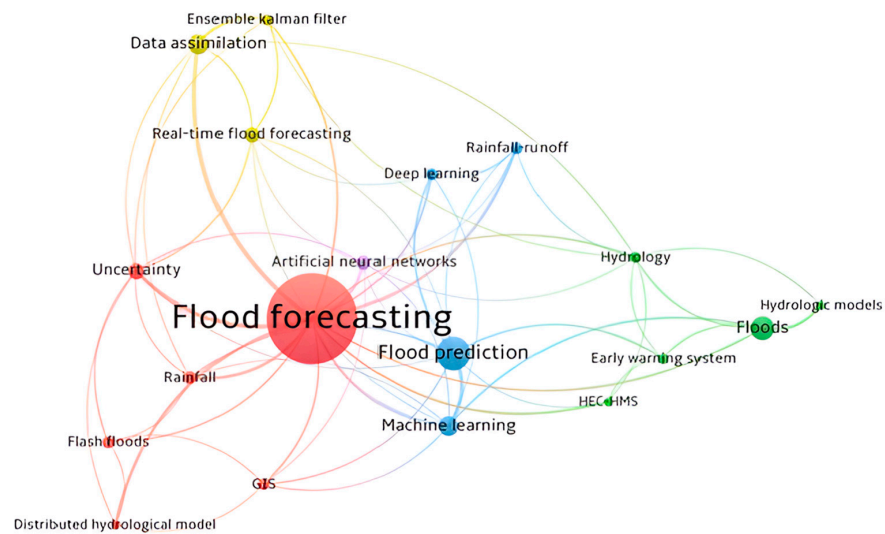 Ensemble kalman filter
Data assimilation
Real-time flood forecasting
Rainfall-runoff
Deep learning
Artificial neural networks
Hydrology
Uncertainty
Hydrologic models
Flood forecasting
Floods
Flood prediction
Early warning system
Rainfall
HEC-HMS
Machine learning
Flash floods
GIS
Distributed hydrological model